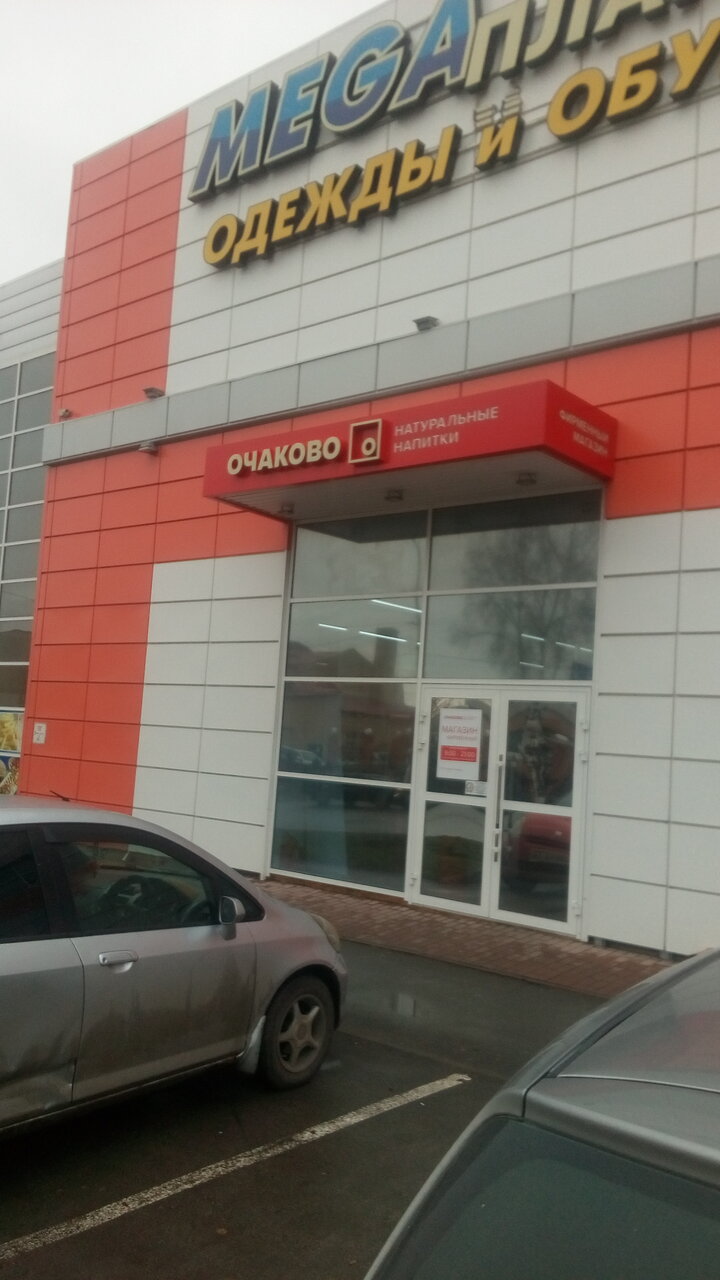 MEGAПЛА
ОДЕЖДЫ и ОБУ
ОЧАКОВО
О
НАТУРАЛЬНЫЕ
НАПИТКИ
ФИРМЕННЫЙ
МАГАЗИН
МАГАЗИН